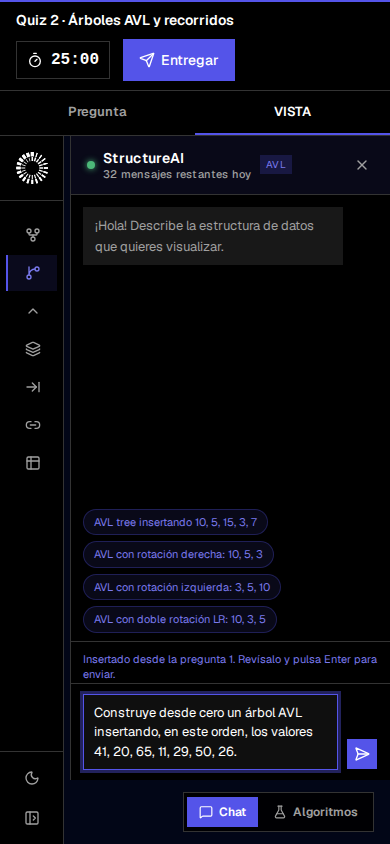 Quiz 2 · Árboles AVL y recorridos
25:00
Entregar
Pregunta
VISTA
StructureAI
32 mensajes restantes hoy
AVL
¡Hola! Describe la estructura de datos
que quieres visualizar.
AVL tree insertando 10, 5, 15, 3, 7
AVL con rotación derecha: 10, 5, 3
AVL con rotación izquierda: 3, 5, 10
AVL con doble rotación LR: 10, 3, 5
Insertado desde la pregunta 1. Revísalo y pulsa Enter para
enviar.
Construye desde cero un árbol AVL
insertando, en este orden, los valores
41, 20, 65, 11, 29, 50, 26.
Chat
Algoritmos